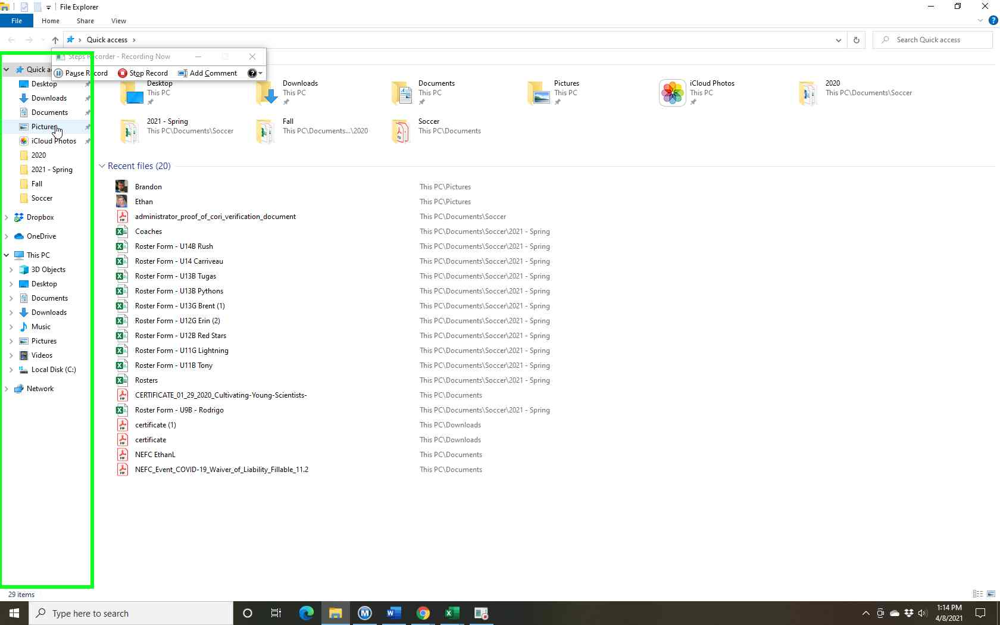 File Explorer
File Home Share View
Quick access
Search Quick access
Steps Recorder - Recording Now
Pause Record Stop Record Add Comment
Quick a
Desktop
Downloads
Documents
Pictures
iCloud Photos
2020
2021 - Spring
Fall
Soccer
Dropbox
OneDrive
This PC
3D Objects
Desktop
Documents
Downloads
Music
Pictures
Videos
Local Disk (C:)
Network
Desktop
This PC
Downloads
This PC
Documents
This PC
Pictures
This PC
iCloud Photos
This PC
2020
This PC\Documents\Soccer
2021 - Spring
This PC\Documents\Soccer
Fall
This PC\Documents...\2020
Soccer
This PC\Documents
Recent files (20)
Brandon This PC\Pictures
Ethan This PC\Pictures
administrator_proof_of_cori_verification_document This PC\Documents\Soccer
Coaches This PC\Documents\Soccer\2021 - Spring
Roster Form - U14B Rush This PC\Documents\Soccer\2021 - Spring
Roster Form - U14 Carriveau This PC\Documents\Soccer\2021 - Spring
Roster Form - U13B Tugas This PC\Documents\Soccer\2021 - Spring
Roster Form - U13B Pythons This PC\Documents\Soccer\2021 - Spring
Roster Form - U13G Brent (1) This PC\Documents\Soccer\2021 - Spring
Roster Form - U12G Erin (2) This PC\Documents\Soccer\2021 - Spring
Roster Form - U12B Red Stars This PC\Documents\Soccer\2021 - Spring
Roster Form - U11G Lightning This PC\Documents\Soccer\2021 - Spring
Roster Form - U11B Tony This PC\Documents\Soccer\2021 - Spring
Rosters This PC\Documents\Soccer\2021 - Spring
CERTIFICATE_01_29_2020_Cultivating-Young-Scientists- This PC\Documents
Roster Form - U9B - Rodrigo This PC\Documents\Soccer\2021 - Spring
certificate (1) This PC\Downloads
certificate This PC\Downloads
NEFC EthanL This PC\Documents
NEFC_Event_COVID-19_Waiver_of_Liability_Fillable_11.2 This PC\Documents
29 items
Type here to search
1:14 PM
4/8/2021